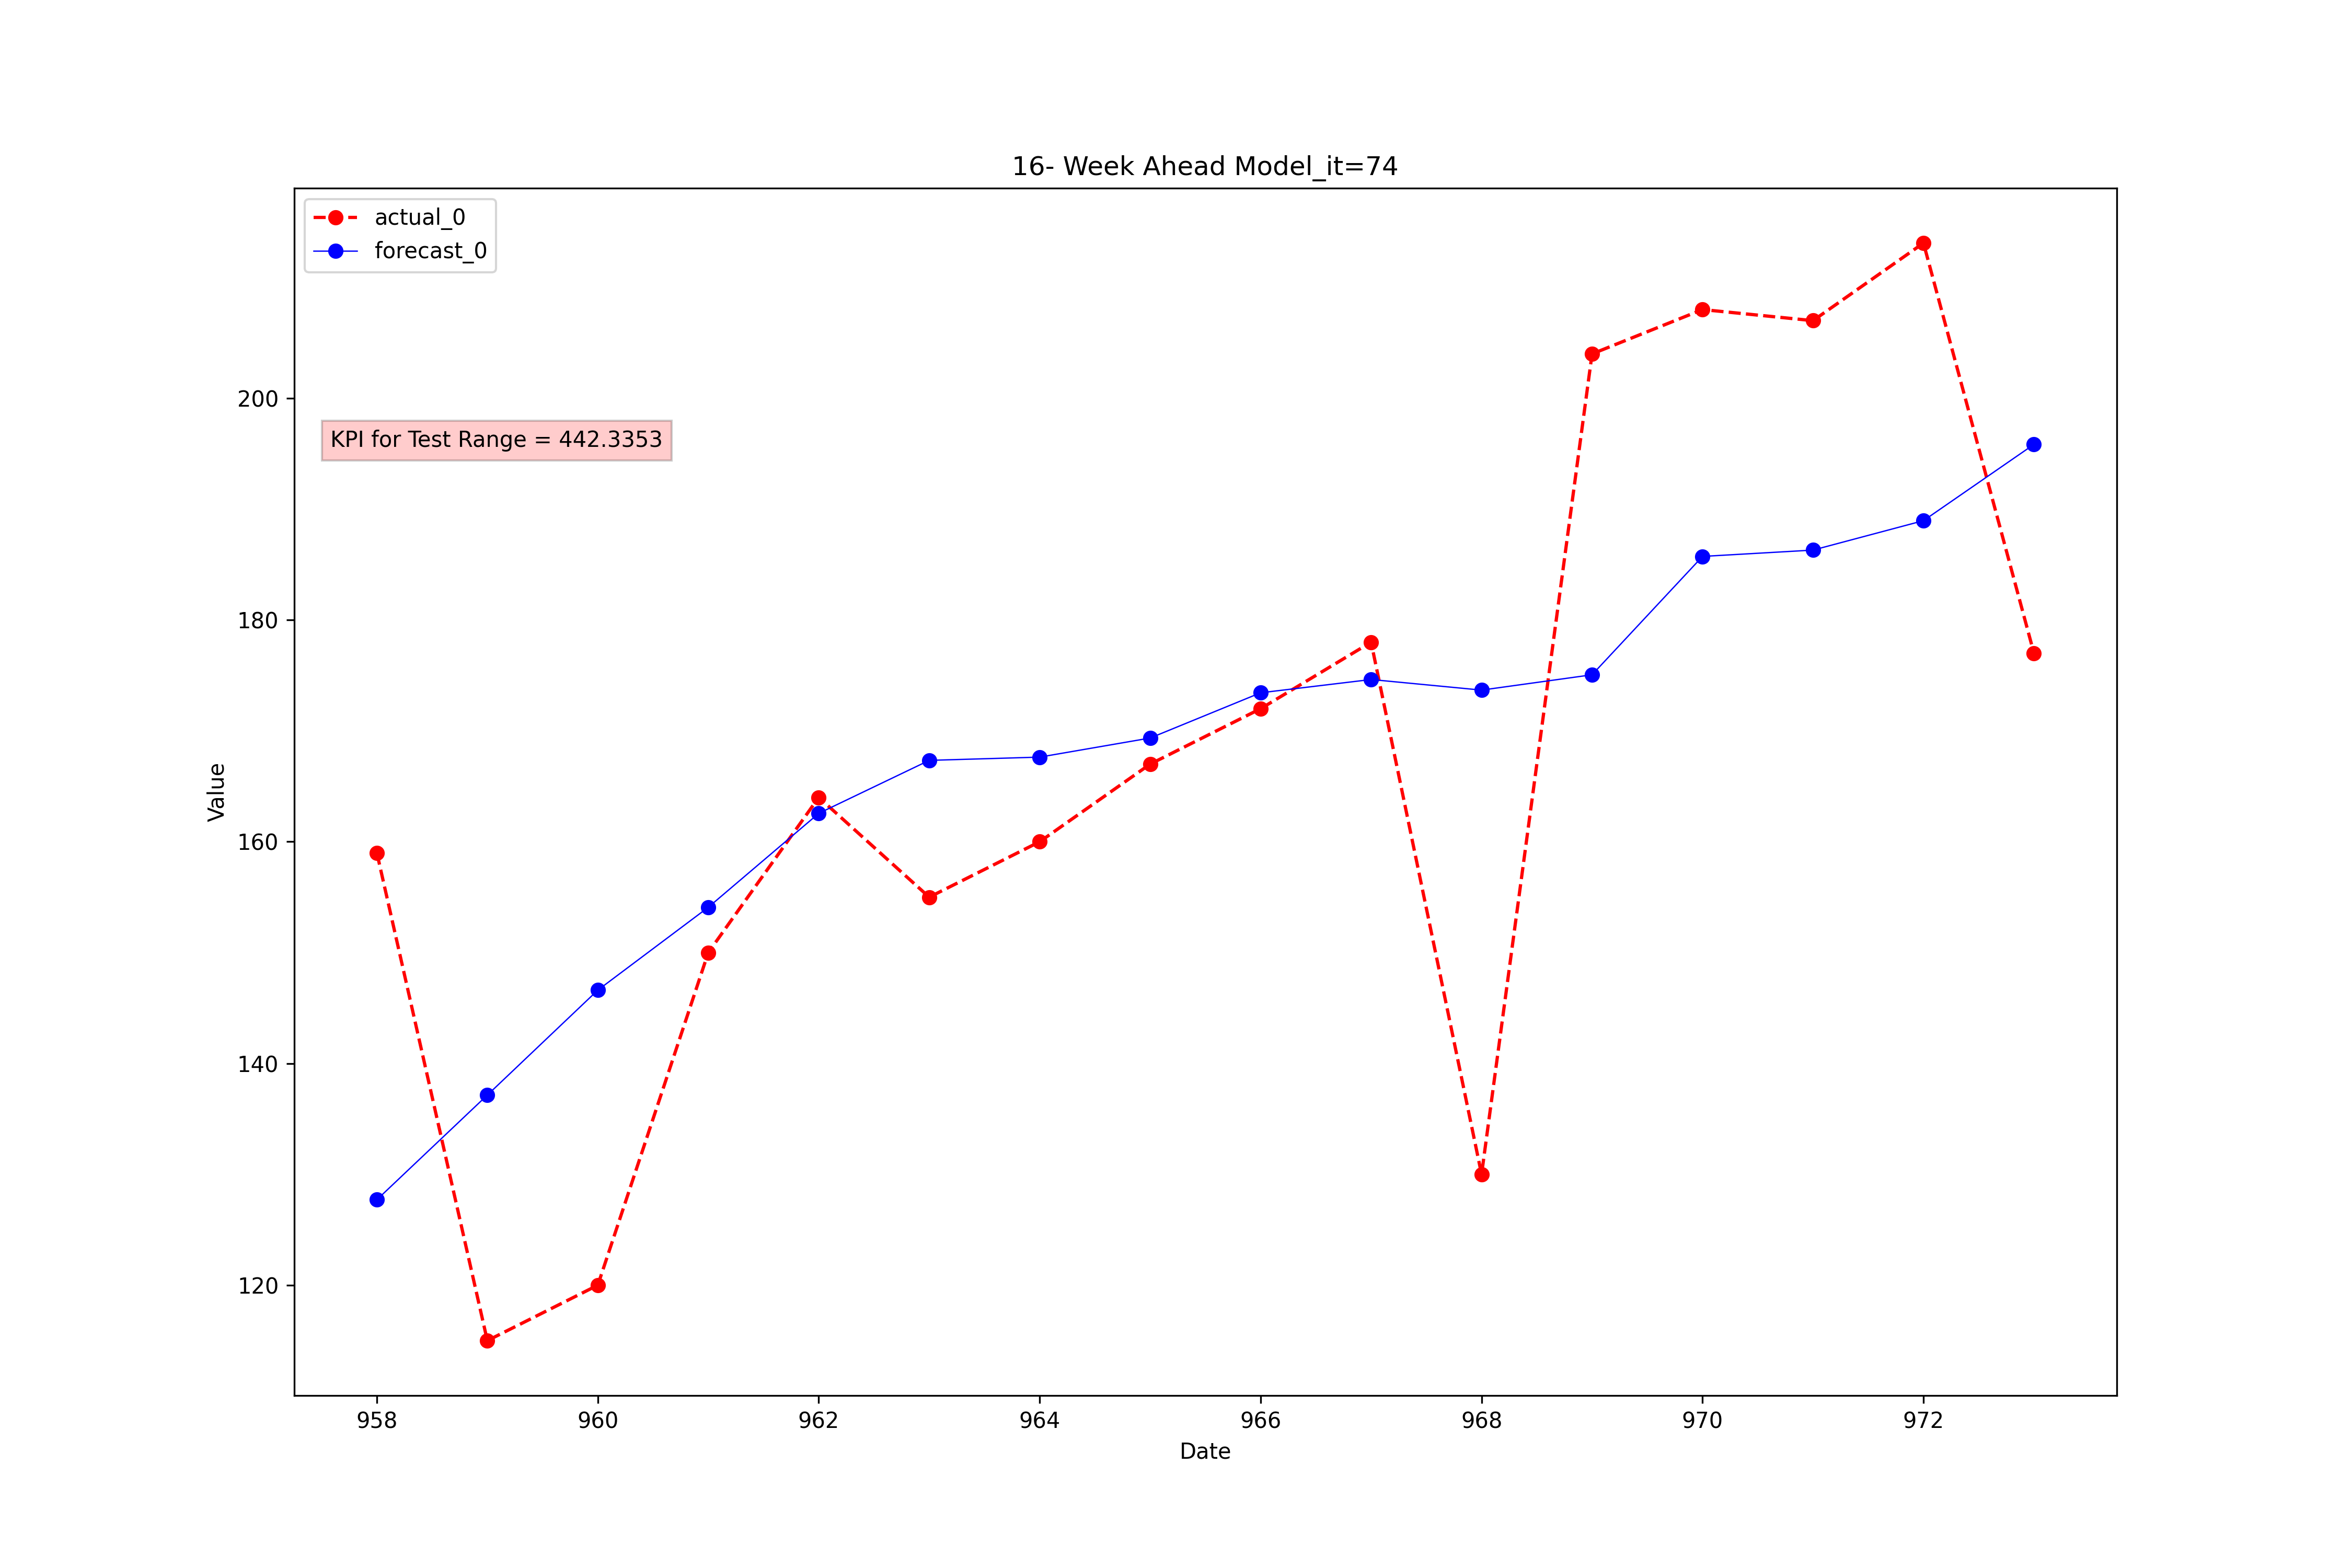 16- Week Ahead Model_it=74
actual_0
forecast_0
KPI for Test Range = 442.3353
Value
200
180
160
140
120
958 960 962 964 966 968 970 972
Date